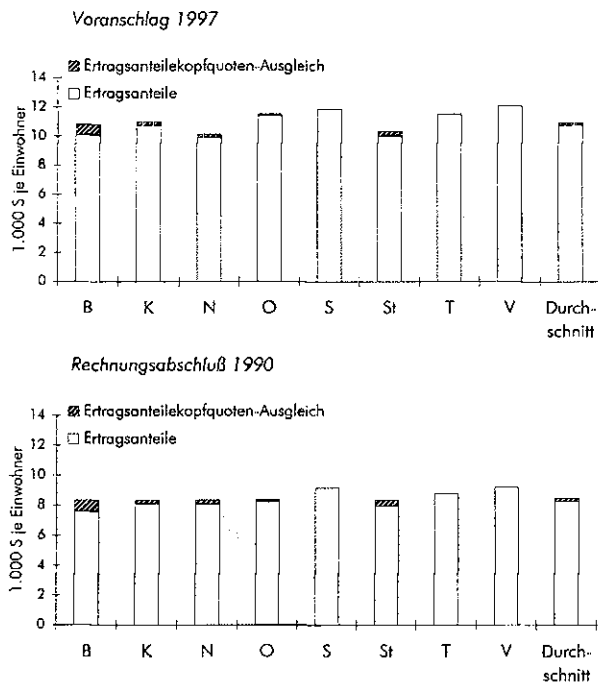 Voranschlag 1997
14
Ertragsanteilekopfquoten-Ausgleich
12
Ertragsanteile
10
8
6
4
2
0
1.000 S je Einwohner
B K N O S St T V Durch-
schnitt
Rechnungsabschluß 1990
14
Ertragsanteilekopfquoten-Ausgleich
12
Ertragsanteile
10
8
6
4
2
0
1.000 S je Einwohner
B K N O S St T V Durch-
schnitt